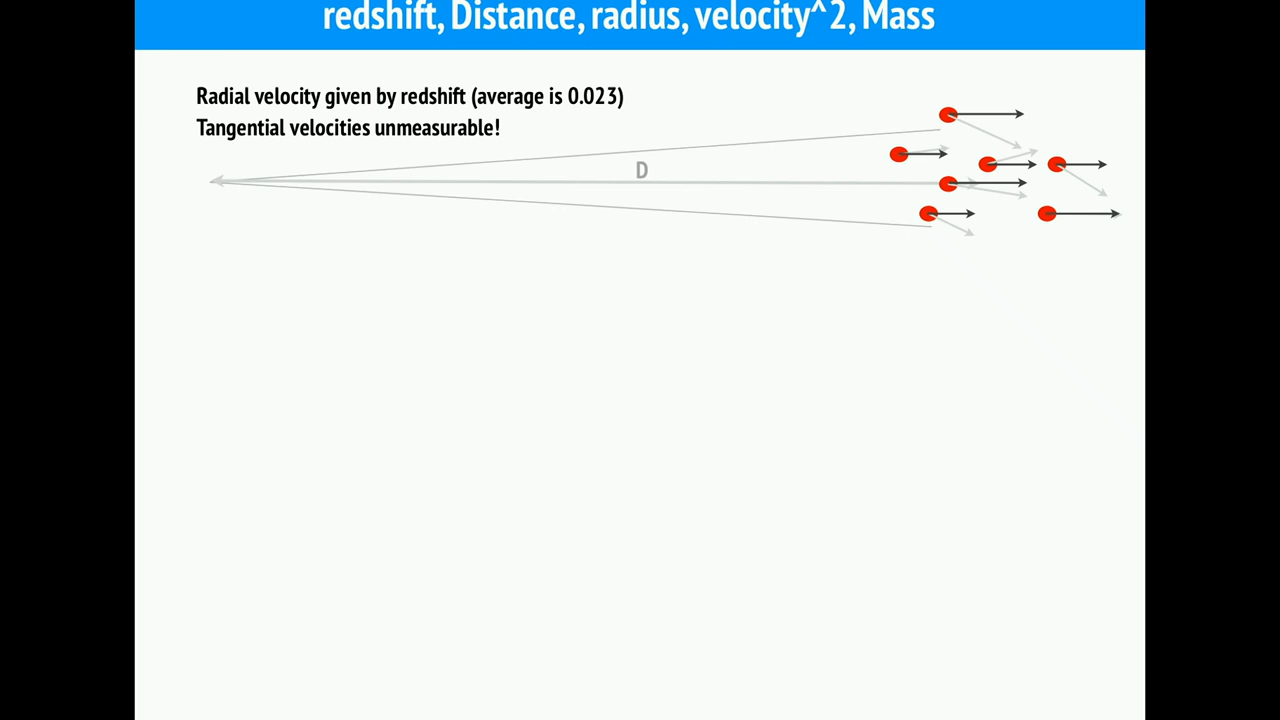 redshift, Distance, radius, velocity^2, Mass
Radial velocity given by redshift (average is 0.023)
Tangential velocities unmeasurable!
D